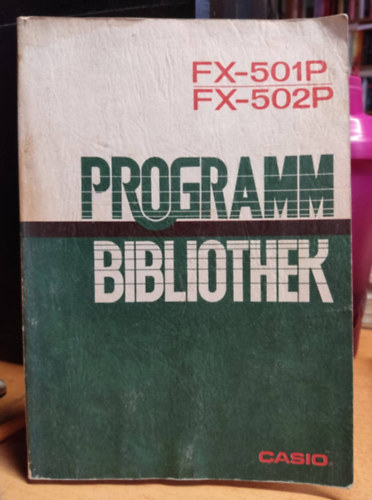 FX-501P
FX-502P
PROGRAMM
BIBLIOTHEK
CASIO